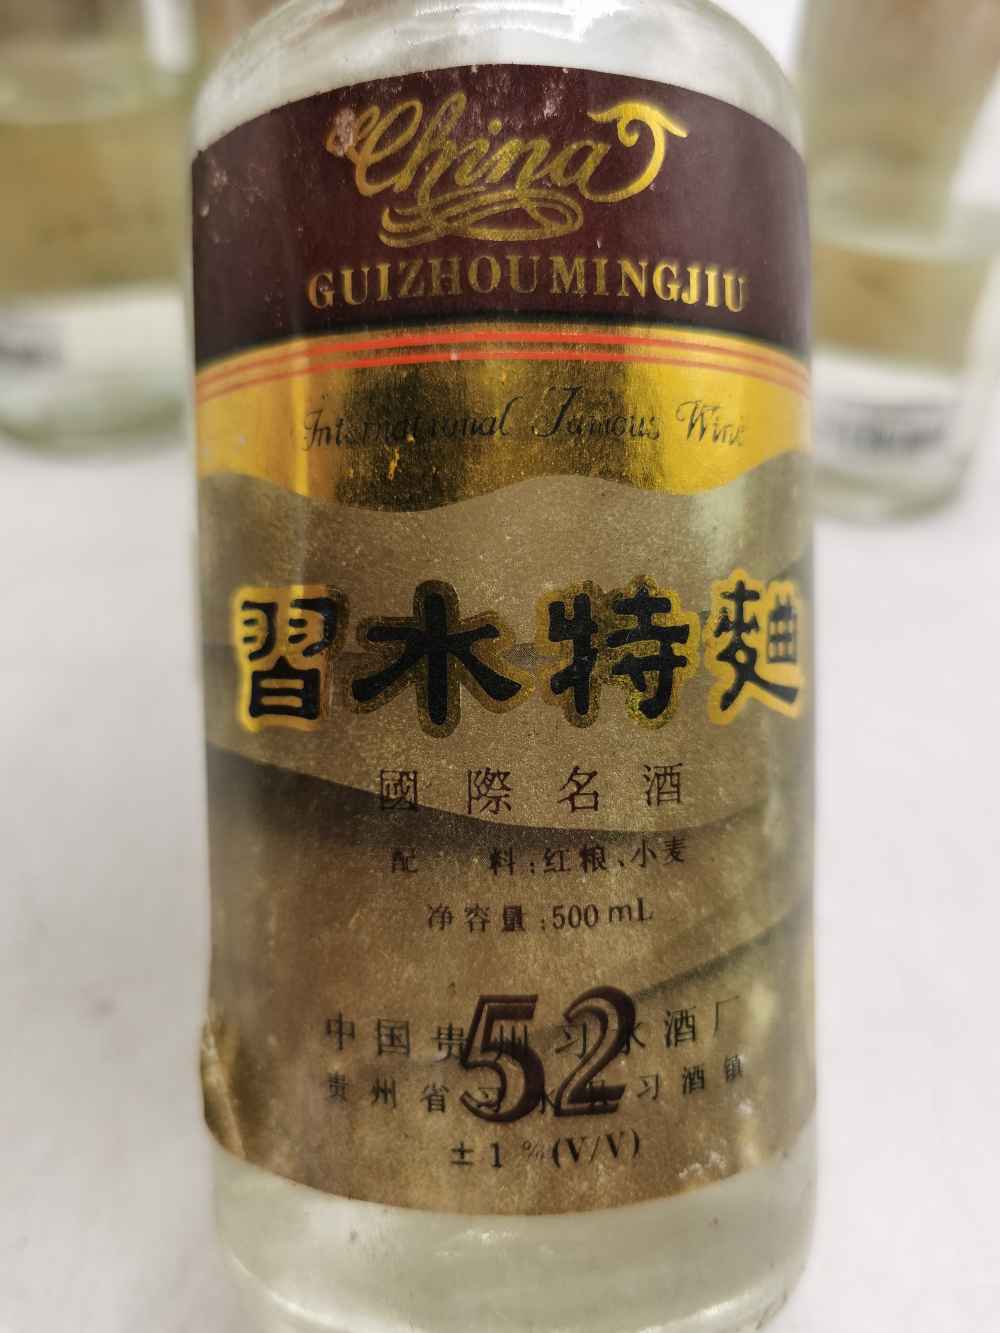 China
GUIZHOUMINGJIU
International Famous Wine
習水特麯
國際名酒
配 料:红粮、小麦
净容量:500mL
中国贵州习水酒厂
52
贵州省习水县习酒镇
±1%(V/V)